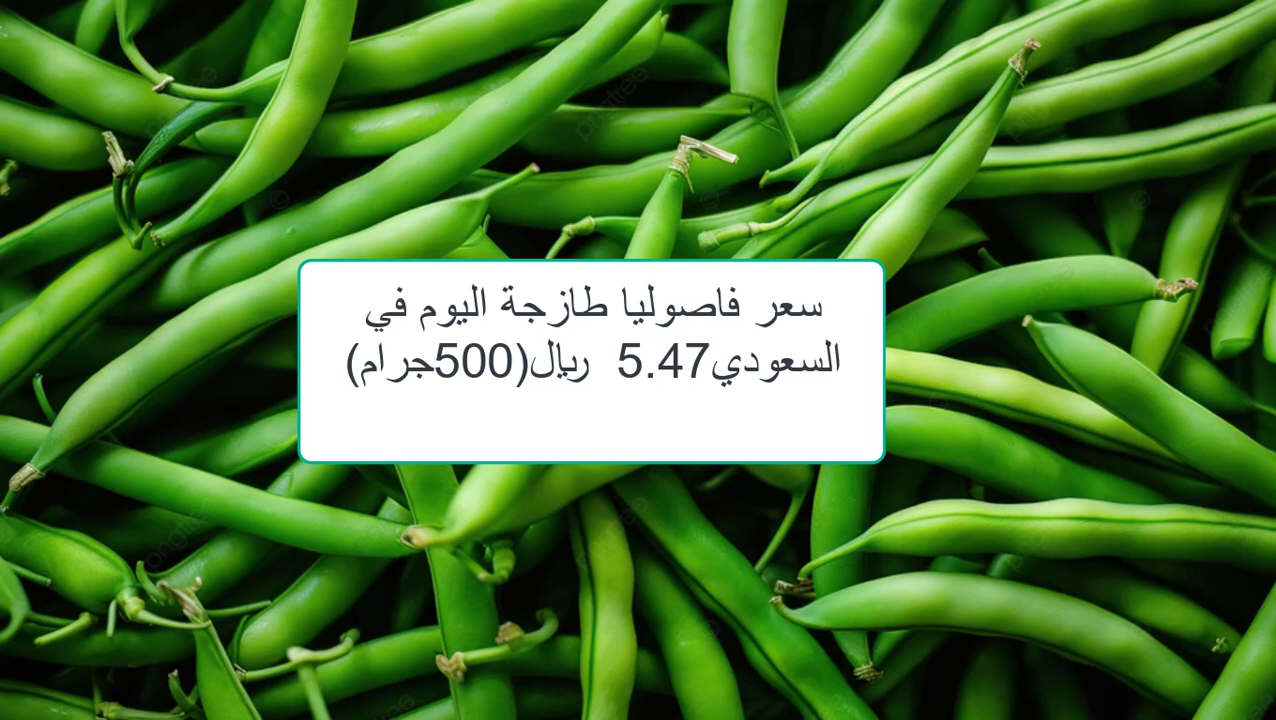 سعر فاصوليا طازجة اليوم في
السعودي5.47 ريال(500جرام)